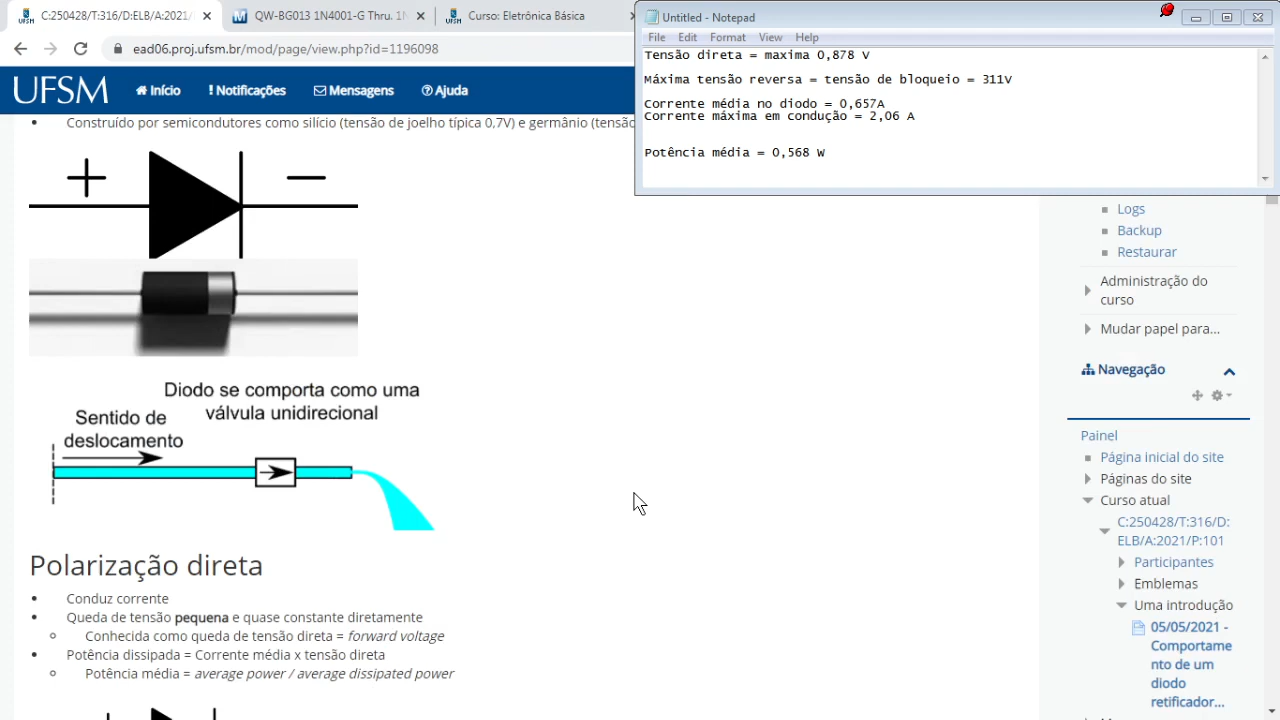 C:250428/T:316/D:ELB/A:2021/
QW-BG013 1N4001-G Thru. 1N
Curso: Eletrônica Básica
ead06.proj.ufsm.br/mod/page/view.php?id=1196098
Untitled - Notepad
File Edit Format View Help
Tensão direta = maxima 0,878 V
Máxima tensão reversa = tensão de bloqueio = 311V
Corrente média no diodo = 0,657A
Corrente máxima em condução = 2,06 A
Potência média = 0,568 W
UFSM
Início
! Notificações
Mensagens
Ajuda
Construído por semicondutores como silício (tensão de joelho típica 0,7V) e germânio (tensão
+ −
Diodo se comporta como uma
válvula unidirecional
Sentido de
deslocamento
Polarização direta
Conduz corrente
Queda de tensão pequena e quase constante diretamente
Conhecida como queda de tensão direta = forward voltage
Potência dissipada = Corrente média x tensão direta
Potência média = average power / average dissipated power
Logs
Backup
Restaurar
Administração do
curso
Mudar papel para...
Navegação
Painel
Página inicial do site
Páginas do site
Curso atual
C:250428/T:316/D:
ELB/A:2021/P:101
Participantes
Emblemas
Uma introdução
05/05/2021 -
Comportame
nto de um
diodo
retificador...